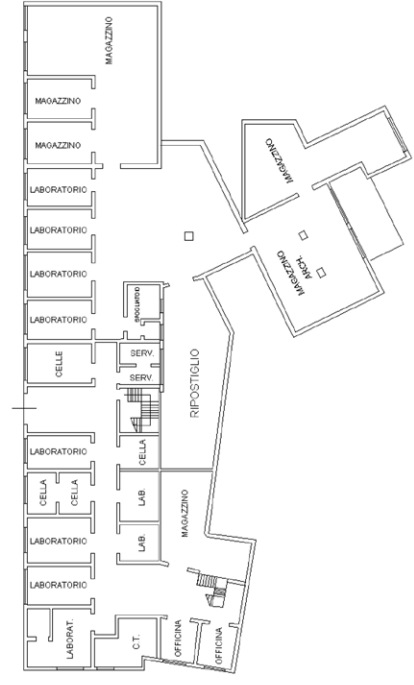 MAGAZZINO
MAGAZZINO
MAGAZZINO
LABORATORIO
LABORATORIO
LABORATORIO
LABORATORIO
CELLE
LABORATORIO
CELLA
CELLA
LABORATORIO
LABORATORIO
LABORAT.
SPOGLIATOIO
SERV.
SERV.
CELLA
LAB.
LAB.
C.T.
RIPOSTIGLIO
MAGAZZINO
OFFICINA
OFFICINA
MAGAZZINO
MAGAZZINO
ARCH.